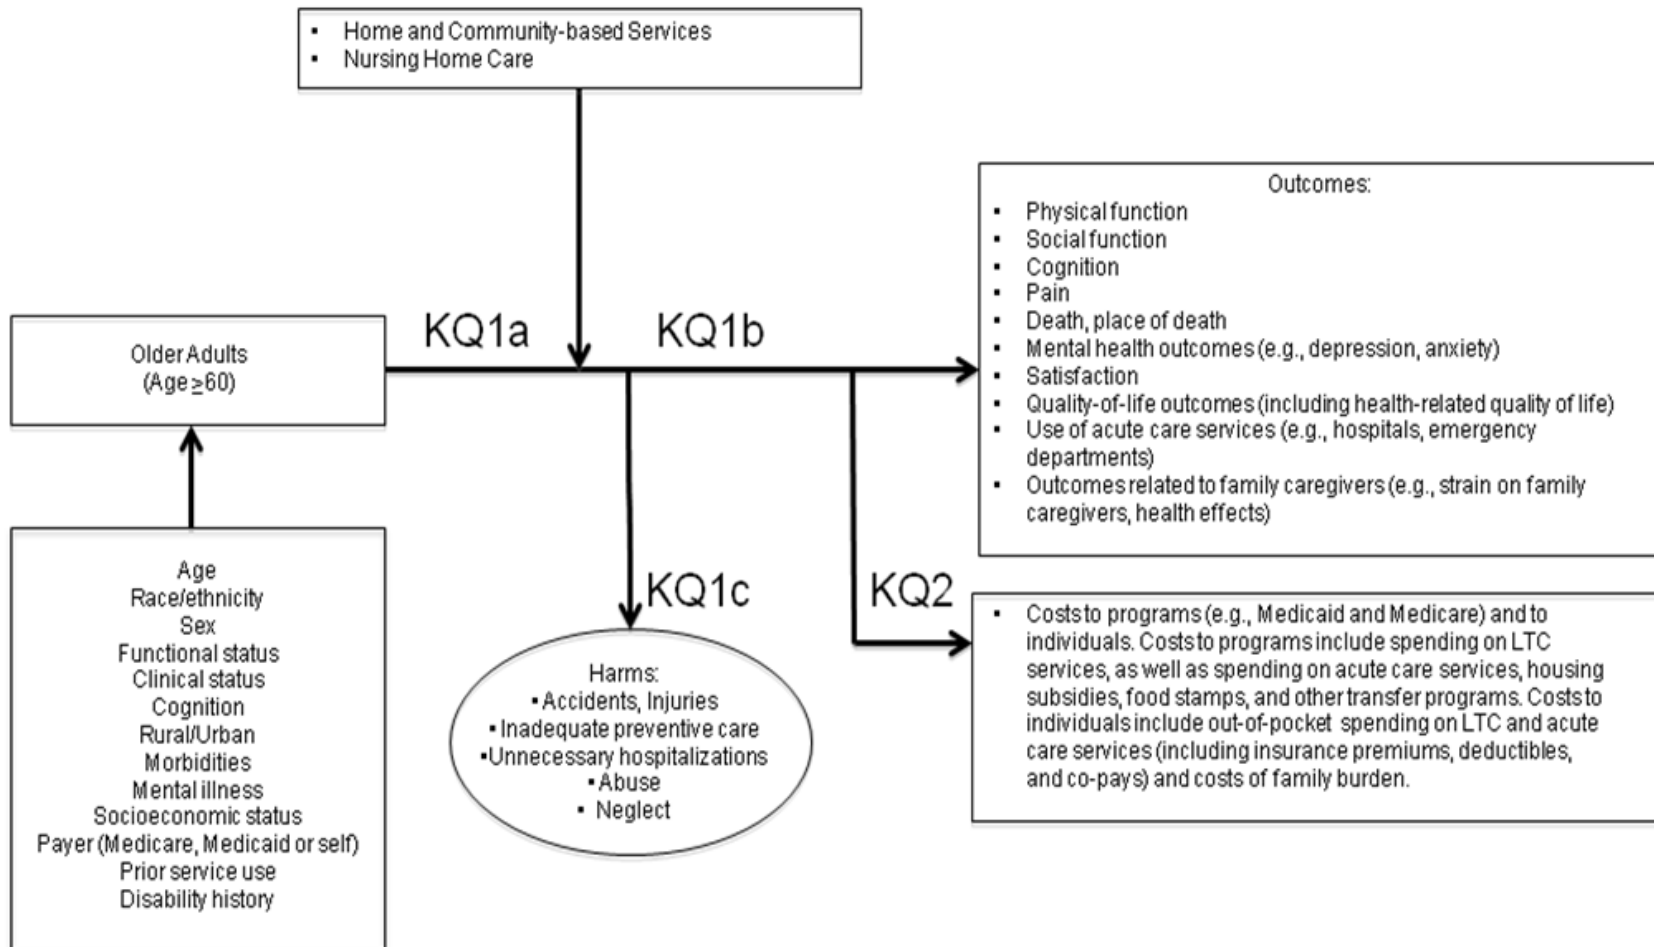 ▪ Home and Community-based Services
▪ Nursing Home Care
Outcomes:
▪ Physical function
▪ Social function
▪ Cognition
▪ Pain
▪ Death, place of death
▪ Mental health outcomes (e.g., depression, anxiety)
▪ Satisfaction
▪ Quality-of-life outcomes (including health-related quality of life)
▪ Use of acute care services (e.g., hospitals, emergency
departments)
▪ Outcomes related to family caregivers (e.g., strain on family
caregivers, health effects)
KQ1a
KQ1b
Older Adults
(Age ≥60)
Age
Race/ethnicity
Sex
Functional status
Clinical status
Cognition
Rural/Urban
Morbidities
Mental illness
Socioeconomic status
Payer (Medicare, Medicaid or self)
Prior service use
Disability history
KQ1c
Harms:
▪ Accidents, Injuries
▪ Inadequate preventive care
▪ Unnecessary hospitalizations
▪ Abuse
▪ Neglect
KQ2
▪ Costs to programs (e.g., Medicaid and Medicare) and to
individuals. Costs to programs include spending on LTC
services, as well as spending on acute care services, housing
subsidies, food stamps, and other transfer programs. Costs to
individuals include out-of-pocket spending on LTC and acute
care services (including insurance premiums, deductibles,
and co-pays) and costs of family burden.